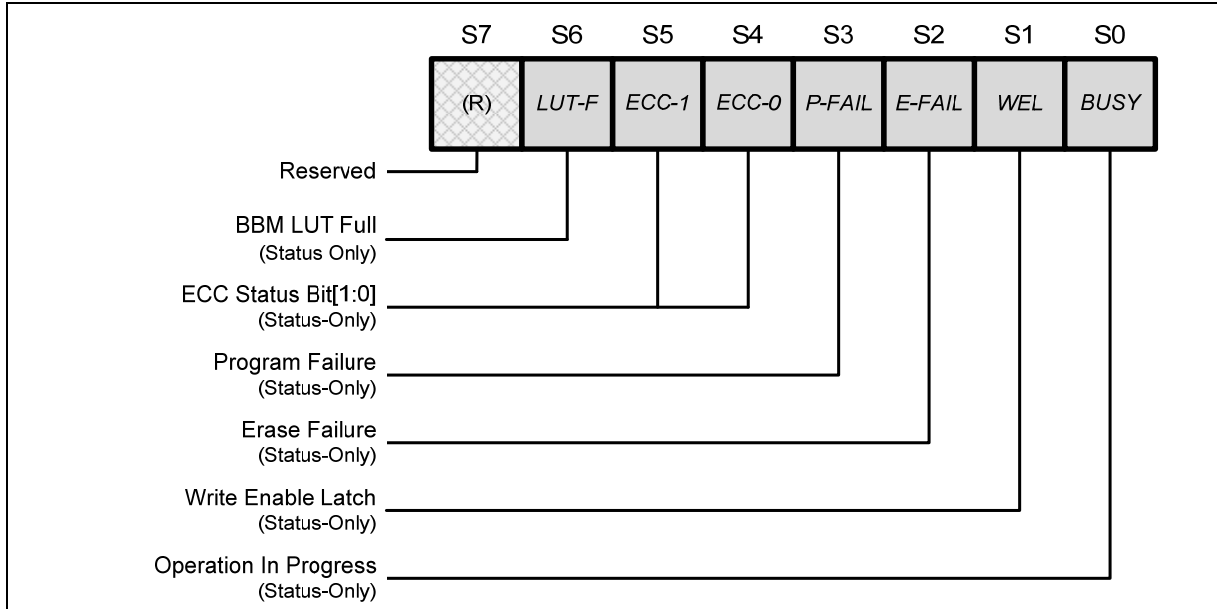 S7 S6 S5 S4 S3 S2 S1 S0
(R) LUT-F ECC-1 ECC-0 P-FAIL E-FAIL WEL BUSY
Reserved
BBM LUT Full
(Status Only)
ECC Status Bit[1:0]
(Status-Only)
Program Failure
(Status-Only)
Erase Failure
(Status-Only)
Write Enable Latch
(Status-Only)
Operation In Progress
(Status-Only)